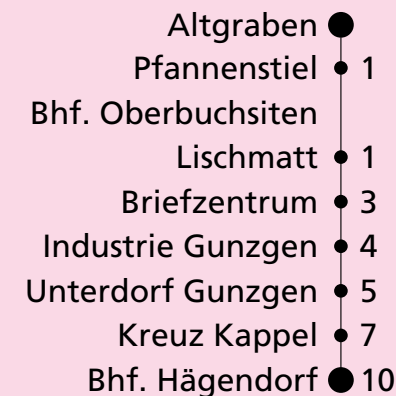 Altgraben
Pfannenstiel 1
Bhf. Oberbuchsiten
Lischmatt 1
Briefzentrum 3
Industrie Gunzgen 4
Unterdorf Gunzgen 5
Kreuz Kappel 7
Bhf. Hägendorf 10